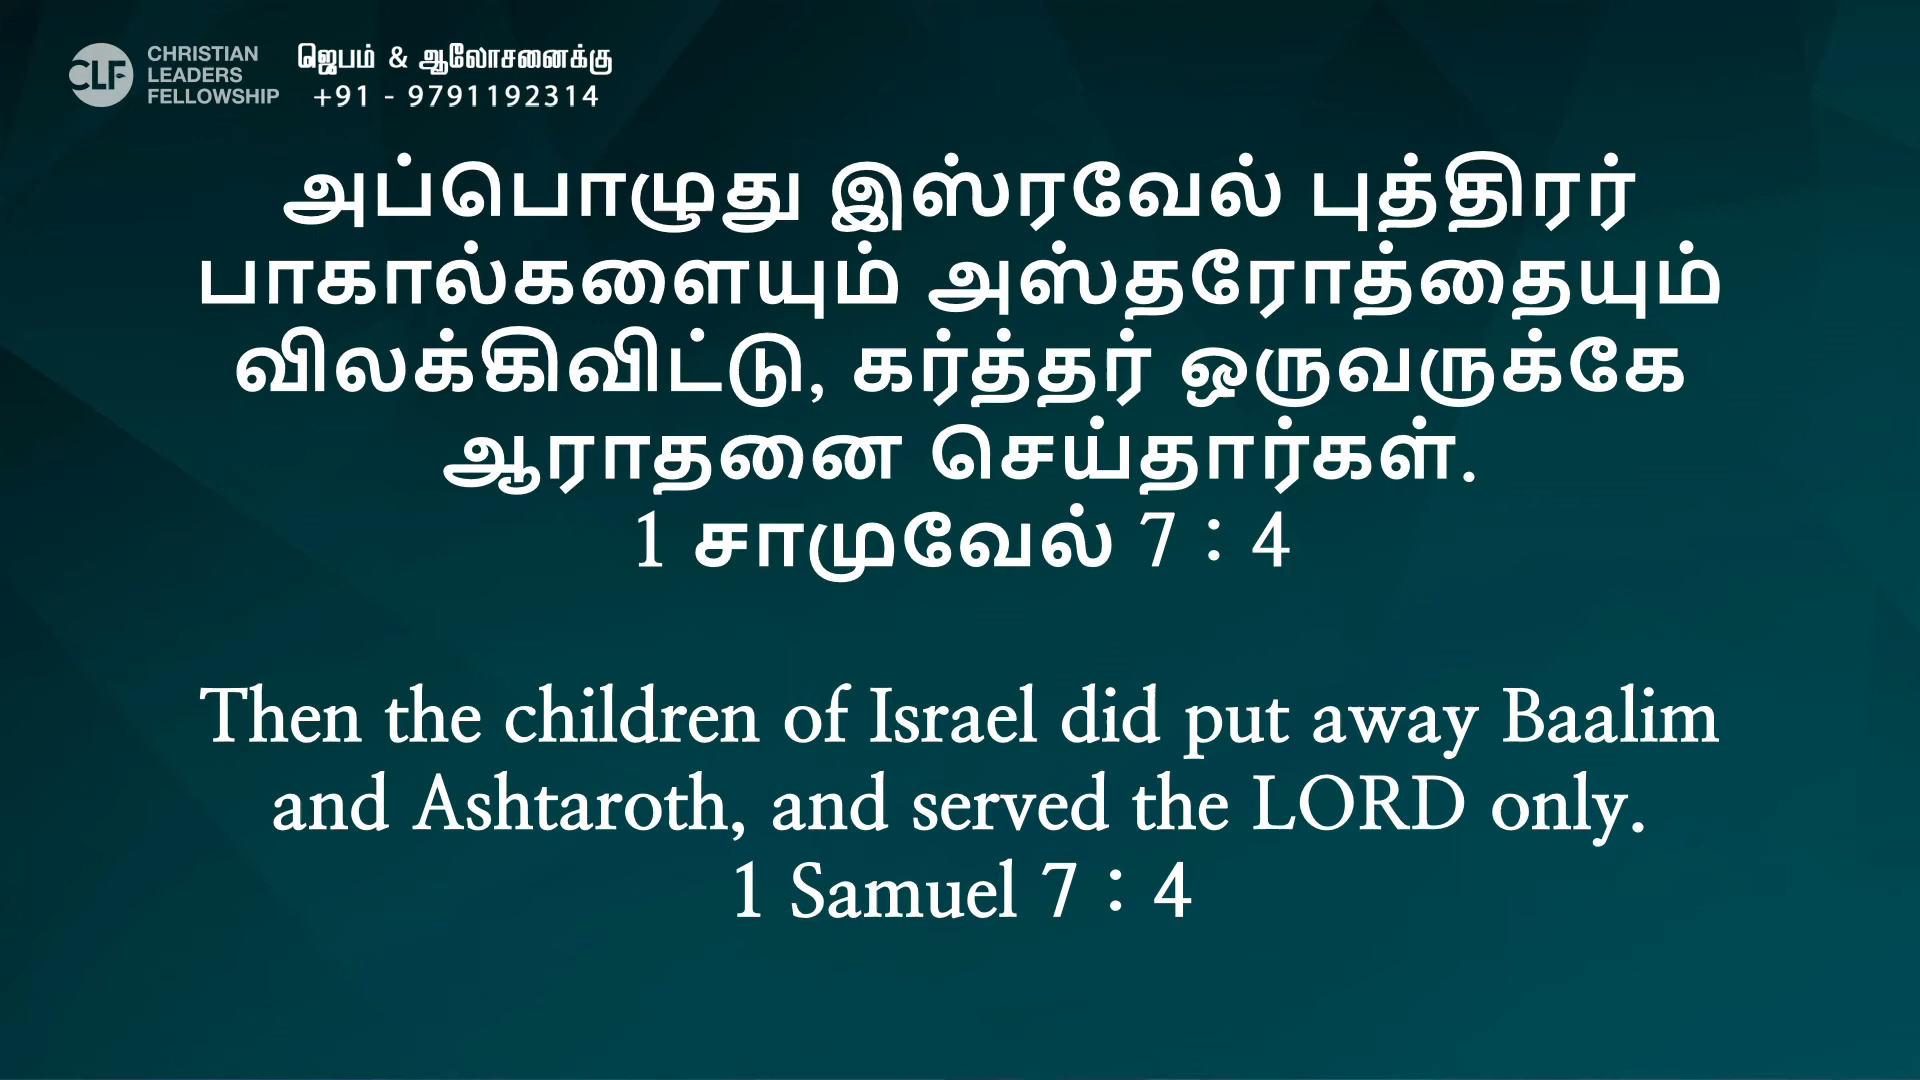 CLF
CHRISTIAN
LEADERS
FELLOWSHIP
ஜெபம் & ஆலோசனைக்கு
+91 - 9791192314
அப்பொழுது இஸ்ரவேல் புத்திரர்
பாகால்களையும் அஸ்தரோத்தையும்
விலக்கிவிட்டு, கர்த்தர் ஒருவருக்கே
ஆராதனை செய்தார்கள்.
1 சாமுவேல் 7 : 4
Then the children of Israel did put away Baalim
and Ashtaroth, and served the LORD only.
1 Samuel 7 : 4